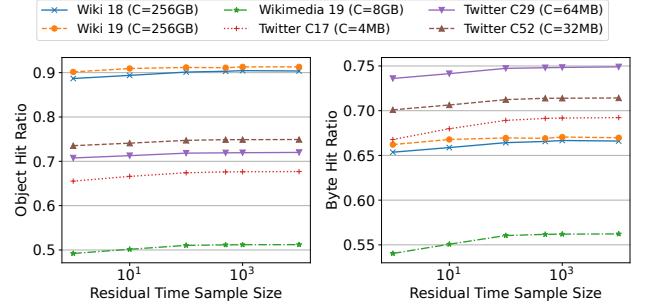 Wiki 18 (C=256GB)
Wikimedia 19 (C=8GB)
Twitter C29 (C=64MB)
Wiki 19 (C=256GB)
Twitter C17 (C=4MB)
Twitter C52 (C=32MB)
Object Hit Ratio
0.9
0.8
0.7
0.6
0.5
10^1
10^3
Residual Time Sample Size
Byte Hit Ratio
0.75
0.70
0.65
0.60
0.55
10^1
10^3
Residual Time Sample Size